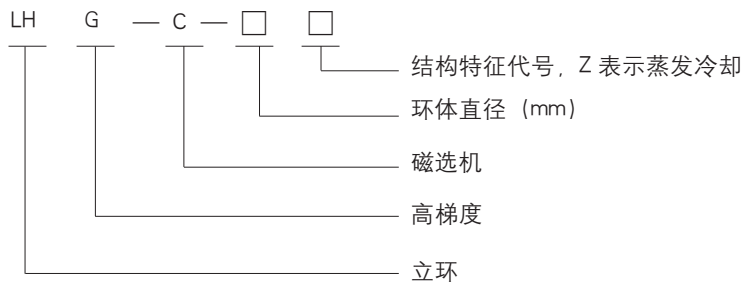 LH G — C — □ □
结构特征代号，Z 表示蒸发冷却
环体直径（mm）
磁选机
高梯度
立环